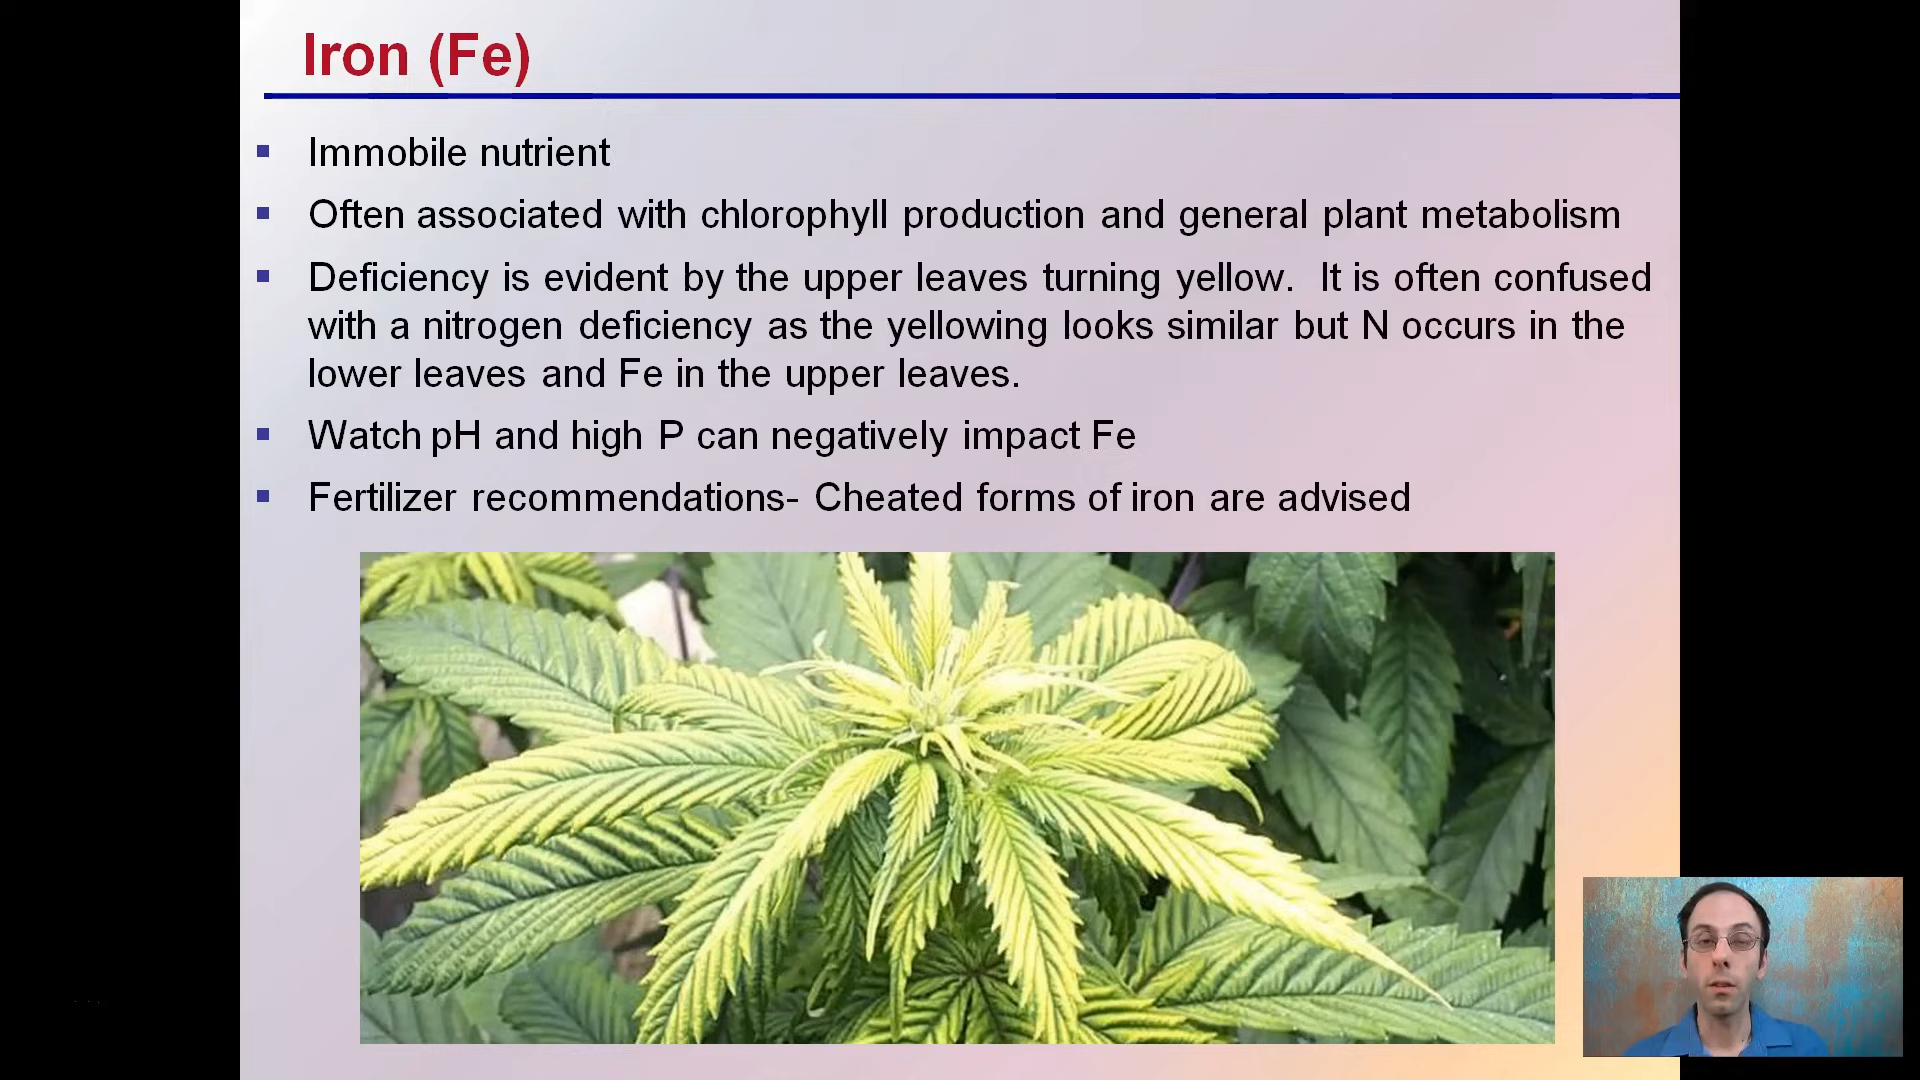 Iron (Fe)
Immobile nutrient
Often associated with chlorophyll production and general plant metabolism
Deficiency is evident by the upper leaves turning yellow. It is often confused
with a nitrogen deficiency as the yellowing looks similar but N occurs in the
lower leaves and Fe in the upper leaves.
Watch pH and high P can negatively impact Fe
Fertilizer recommendations- Cheated forms of iron are advised